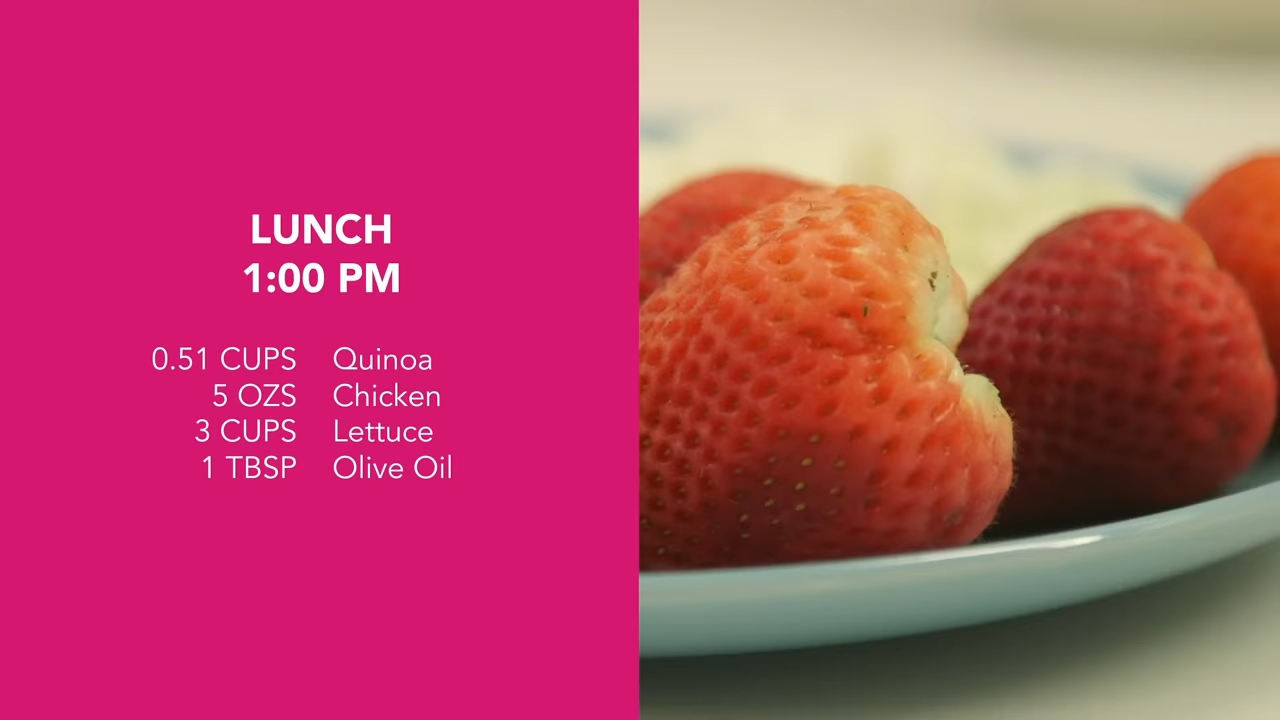 LUNCH
1:00 PM
0.51 CUPS Quinoa
5 OZS Chicken
3 CUPS Lettuce
1 TBSP Olive Oil